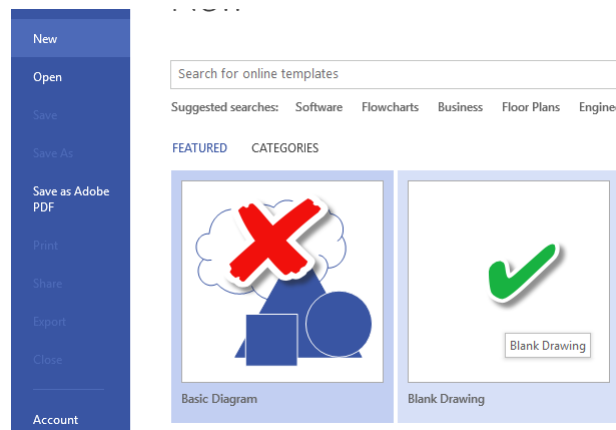 New
Open
Save
Save As
Save as Adobe
PDF
Print
Share
Export
Close
Account
Search for online templates
Suggested searches: Software Flowcharts Business Floor Plans
FEATURED CATEGORIES
Blank Drawing
Basic Diagram
Blank Drawing